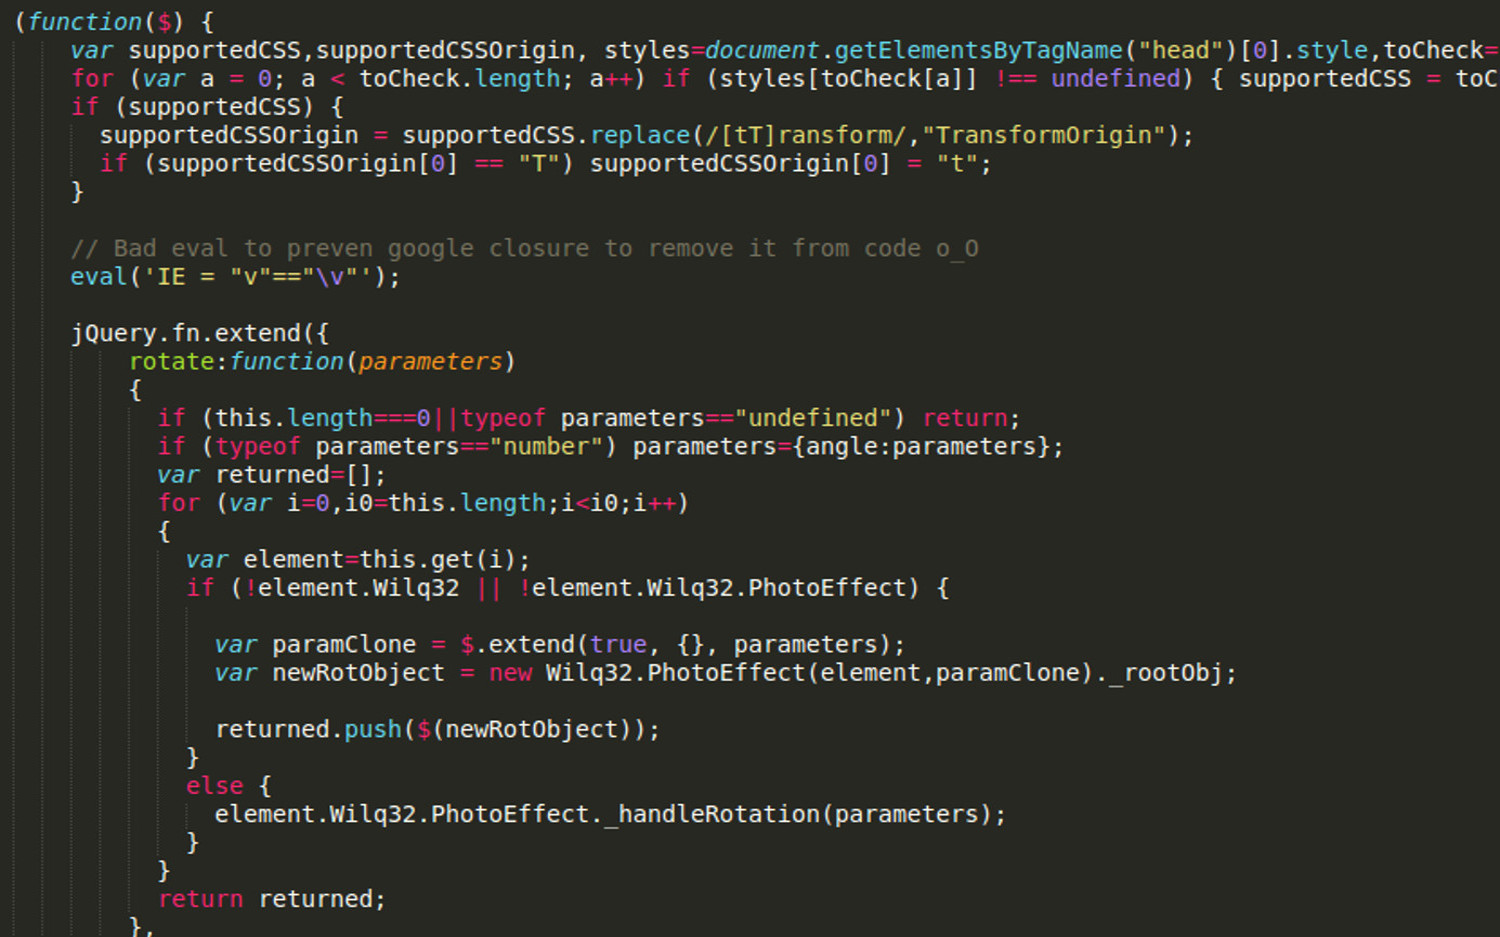 (function($) {
var supportedCSS,supportedCSSOrigin, styles=document.getElementsByTagName("head")[0].style,toCheck=
for (var a = 0; a < toCheck.length; a++) if (styles[toCheck[a]] !== undefined) { supportedCSS = toC
if (supportedCSS) {
supportedCSSOrigin = supportedCSS.replace(/[tT]ransform/,"TransformOrigin");
if (supportedCSSOrigin[0] == "T") supportedCSSOrigin[0] = "t";
}
// Bad eval to preven google closure to remove it from code o_O
eval('IE = "v"=="\v"');
jQuery.fn.extend({
rotate:function(parameters)
{
if (this.length===0||typeof parameters=="undefined") return;
if (typeof parameters=="number") parameters={angle:parameters};
var returned=[];
for (var i=0,i0=this.length;i<i0;i++)
{
var element=this.get(i);
if (!element.Wilq32 || !element.Wilq32.PhotoEffect) {
var paramClone = $.extend(true, {}, parameters);
var newRotObject = new Wilq32.PhotoEffect(element,paramClone)._rootObj;
returned.push($(newRotObject));
}
else {
element.Wilq32.PhotoEffect._handleRotation(parameters);
}
}
return returned;
},